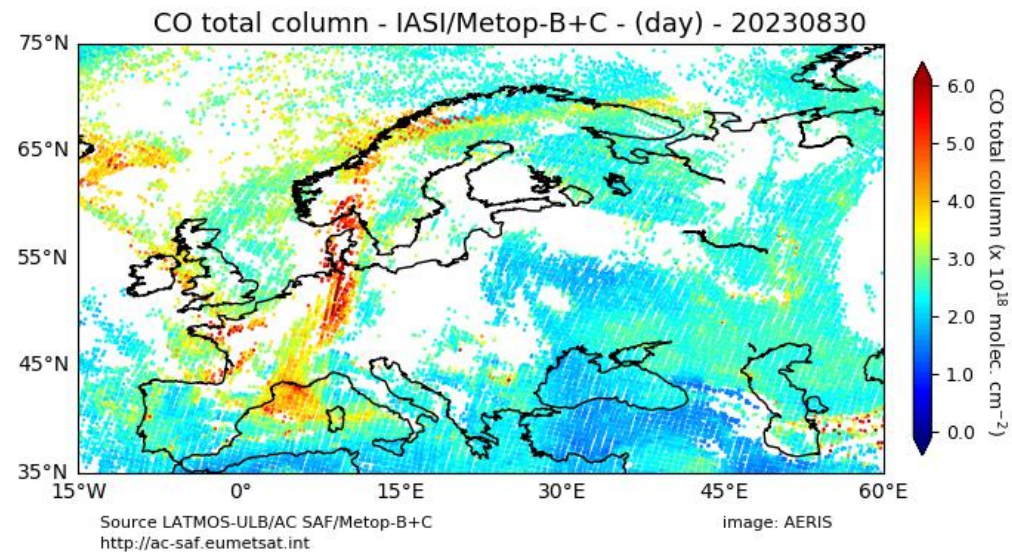 CO total column - IASI/Metop-B+C - (day) - 20230830
75°N
65°N
55°N
45°N
35°N
15°W
0°
15°E
30°E
45°E
60°E
6.0
5.0
4.0
3.0
2.0
1.0
0.0
CO total column (x 10¹⁸ molec. cm⁻²)
Source LATMOS-ULB/AC SAF/Metop-B+C
image: AERIS
http://ac-saf.eumetsat.int